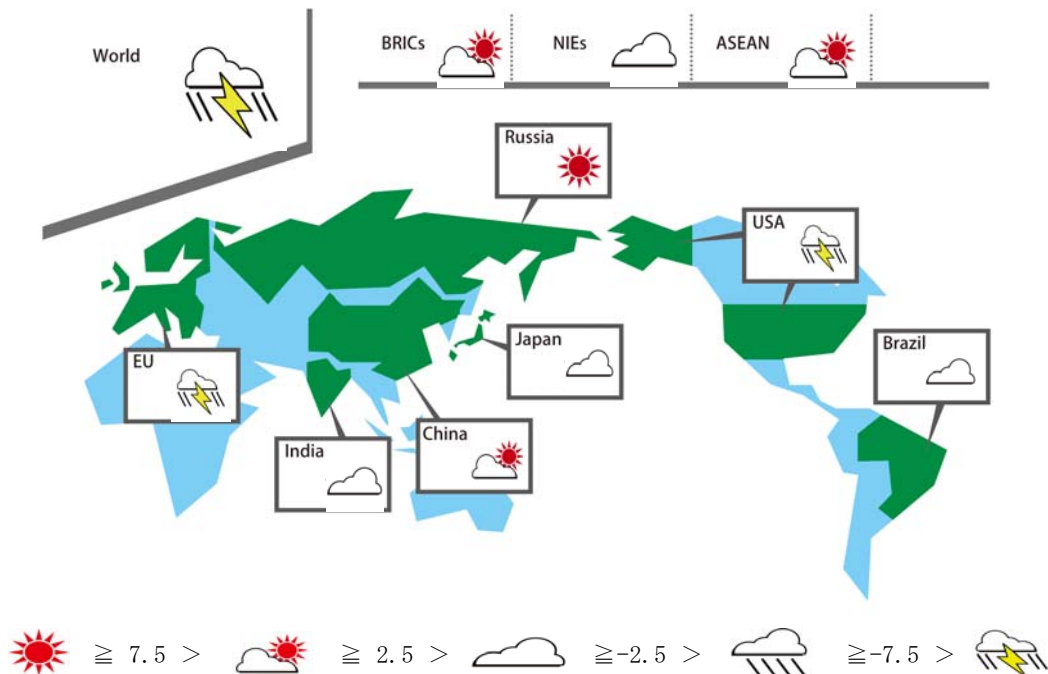 World
BRICs
NIEs
ASEAN
Russia
USA
Japan
Brazil
EU
India
China
≧ 7.5 > ≧ 2.5 > ≧-2.5 > ≧-7.5 >